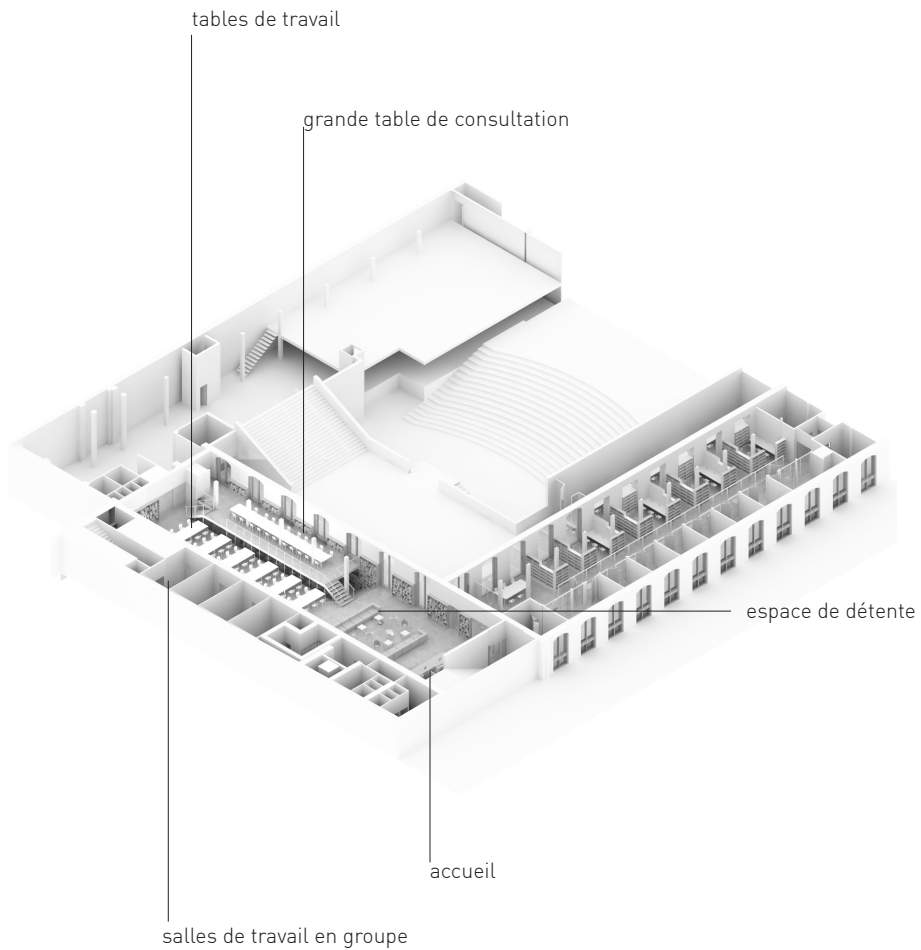 tables de travail
grande table de consultation
espace de détente
accueil
salles de travail en groupe